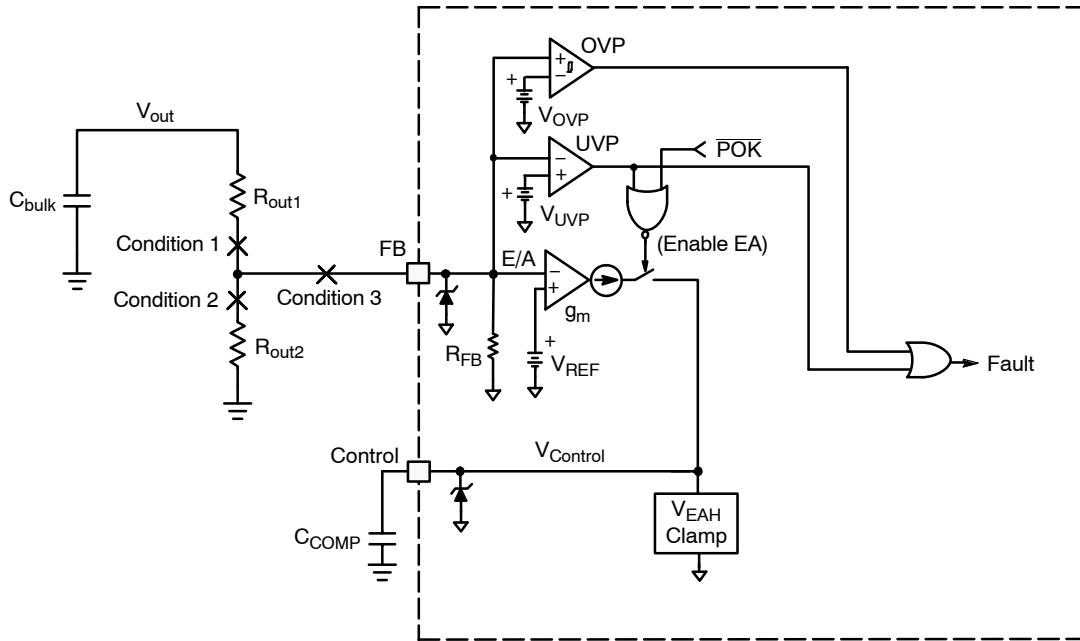 OVP
+
−
+
V_OVP
V_out
UVP
−
+
+
V_UVP
P̅O̅K̅
C_bulk
R_out1
Condition 1
FB
E/A
(Enable EA)
Condition 2
Condition 3
−
+
g_m
R_out2
R_FB
+
V_REF
Fault
Control
V_Control
C_COMP
V_EAH
Clamp